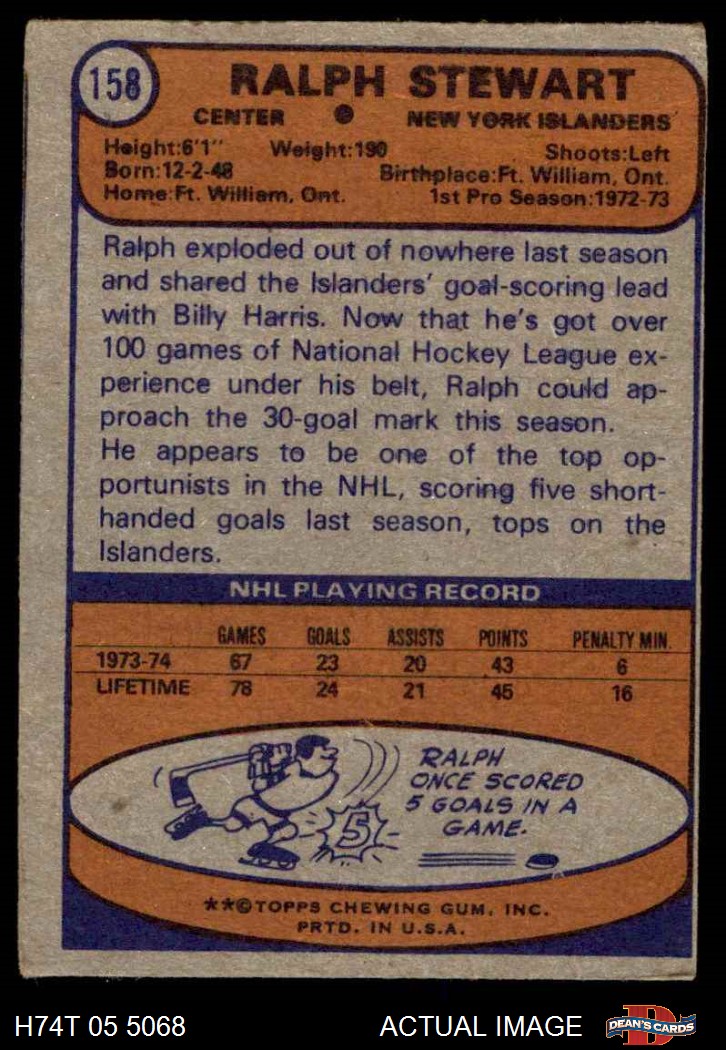 158
RALPH STEWART
CENTER • NEW YORK ISLANDERS
Height:6'1" Weight:190 Shoots:Left
Born:12-2-48 Birthplace:Ft. William, Ont.
Home:Ft. William, Ont. 1st Pro Season:1972-73
Ralph exploded out of nowhere last season
and shared the Islanders' goal-scoring lead
with Billy Harris. Now that he's got over
100 games of National Hockey League ex-
perience under his belt, Ralph could ap-
proach the 30-goal mark this season.
He appears to be one of the top op-
portunists in the NHL, scoring five short-
handed goals last season, tops on the
Islanders.
NHL PLAYING RECORD
GAMES GOALS ASSISTS POINTS PENALTY MIN.
1973-74 67 23 20 43 6
LIFETIME 78 24 21 45 16
RALPH
ONCE SCORED
5 GOALS IN A
GAME.
5
**©TOPPS CHEWING GUM, INC.
PRTD. IN U.S.A.
H74T 05 5068 ACTUAL IMAGE D DEAN'S CARDS